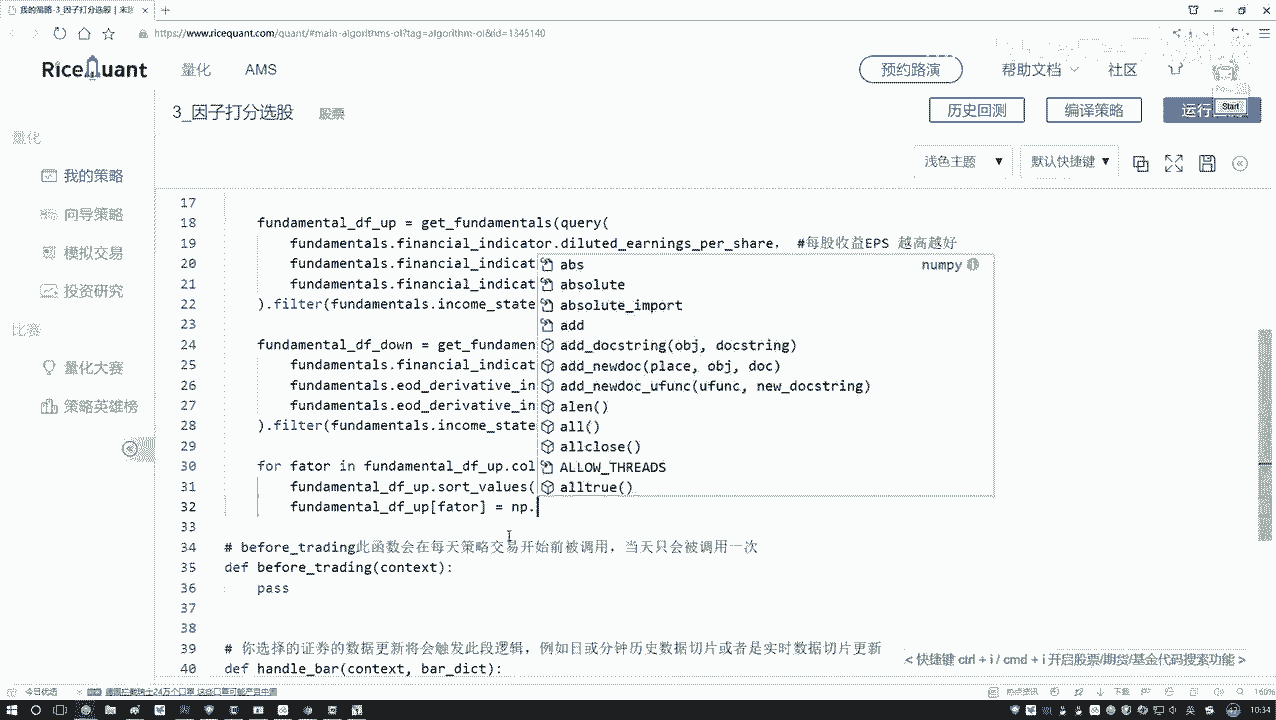 我的策略-3_因子打分选股 | 来
https://www.ricequant.com/quant/#main-algorithms-ol?tag=algorithm-ol&id=1345140
RiceQuant
量化
AMS
预约路演
帮助文档
社区
3_因子打分选股
股票
历史回测
编译策略
运行
Start
浅色主题
默认快捷键
量化
我的策略
向导策略
模拟交易
投资研究
比赛
量化大赛
策略英雄榜
17
18 fundamental_df_up = get_fundamentals(query(
19 fundamentals.financial_indicator.diluted_earnings_per_share, #每股收益EPS 越高越好
20 fundamentals.financial_indicat
21 fundamentals.financial_indicat
22 ).filter(fundamentals.income_state
23
24 fundamental_df_down = get_fundamen
25 fundamentals.financial_indicat
26 fundamentals.eod_derivative_in
27 fundamentals.eod_derivative_in
28 ).filter(fundamentals.income_state
29
30 for fator in fundamental_df_up.col
31 fundamental_df_up.sort_values(
32 fundamental_df_up[fator] = np.
abs numpy
absolute
absolute_import
add
add_docstring(obj, docstring)
add_newdoc(place, obj, doc)
add_newdoc_ufunc(ufunc, new_docstring)
alen()
all()
allclose()
ALLOW_THREADS
alltrue()
33
34 # before_trading此函数会在每天策略交易开始前被调用，当天只会被调用一次
35 def before_trading(context):
36 pass
37
38
39 # 你选择的证券的数据更新将会触发此段逻辑，例如日或分钟历史数据切片或者是实时数据切片更新
40 def handle_bar(context, bar_dict):
< 快捷键 ctrl + i / cmd + i 开启股票/期货/基金代码搜索功能 >
今日优选
热点资讯
下载
160%
英
10:34